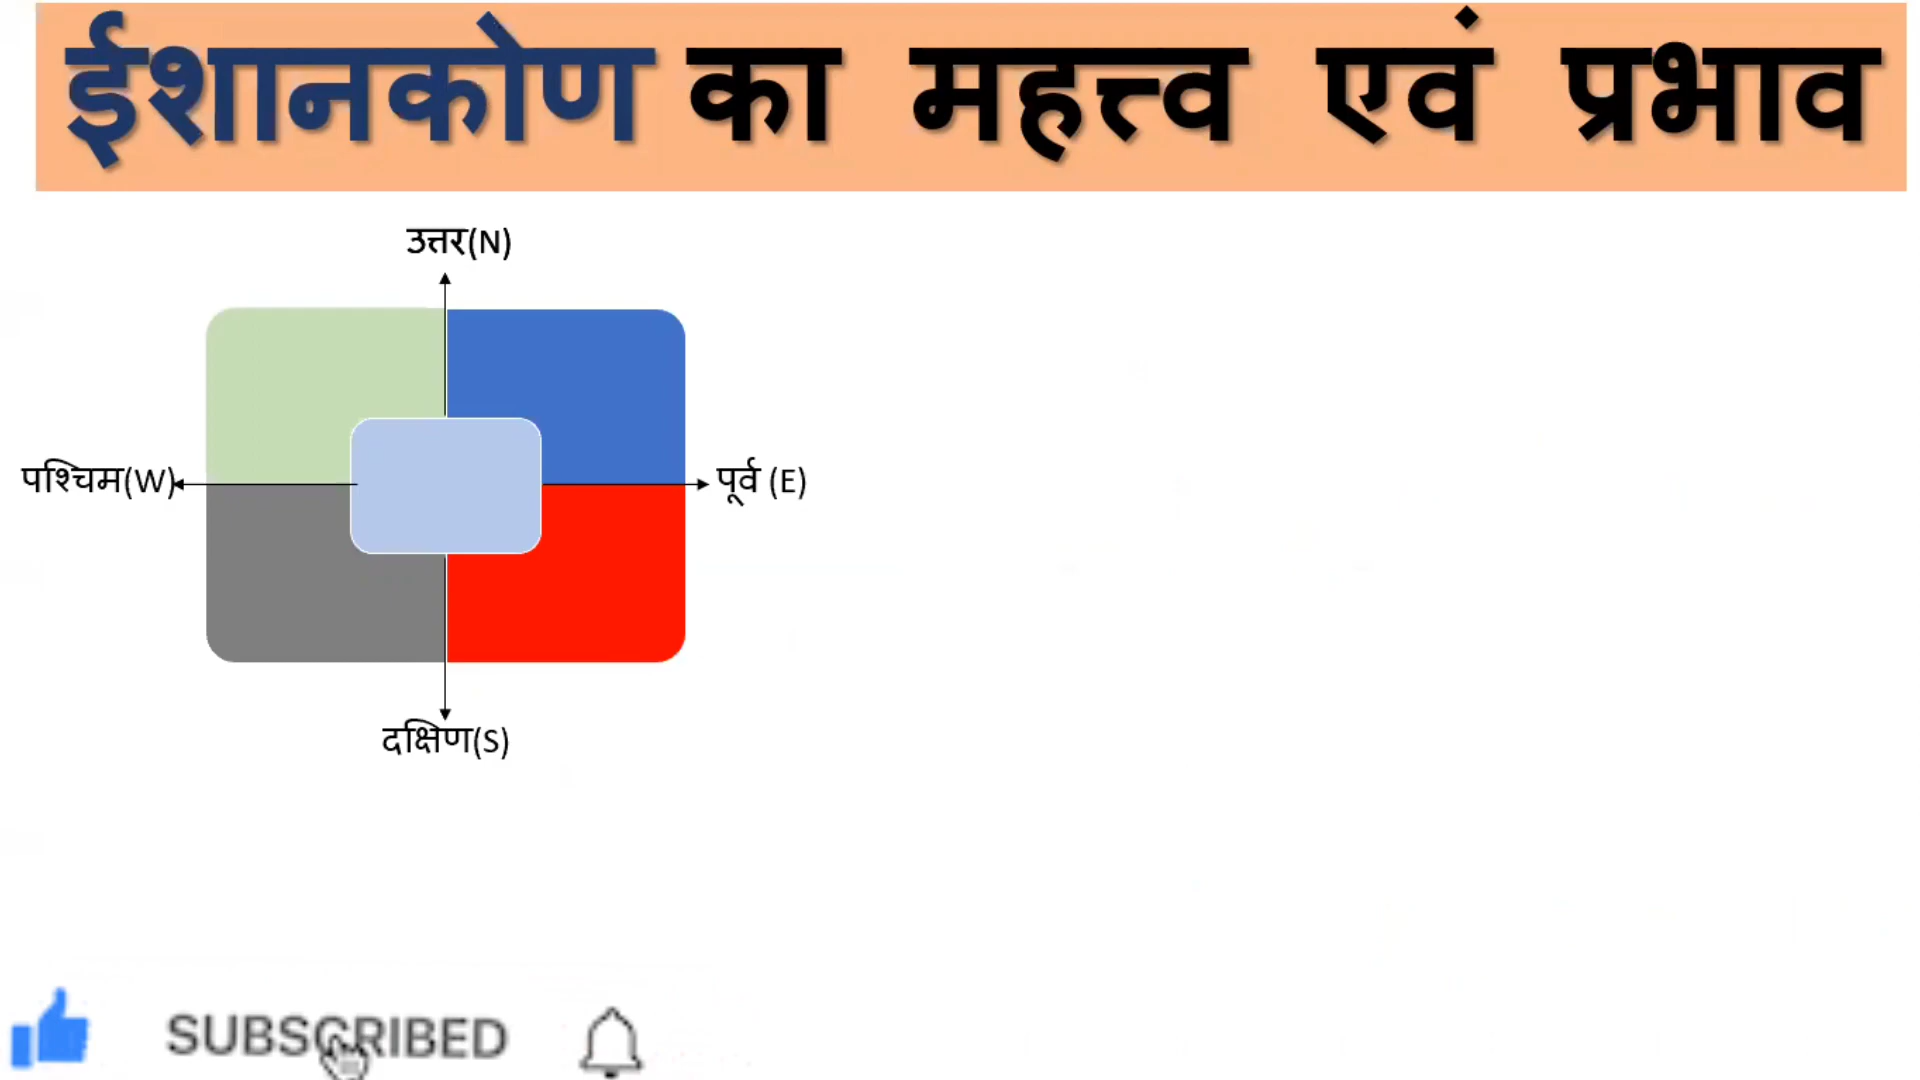 ईशानकोण का महत्त्व एवं प्रभाव
उत्तर(N)
पश्चिम(W)
पूर्व (E)
दक्षिण(S)
SUBSCRIBED